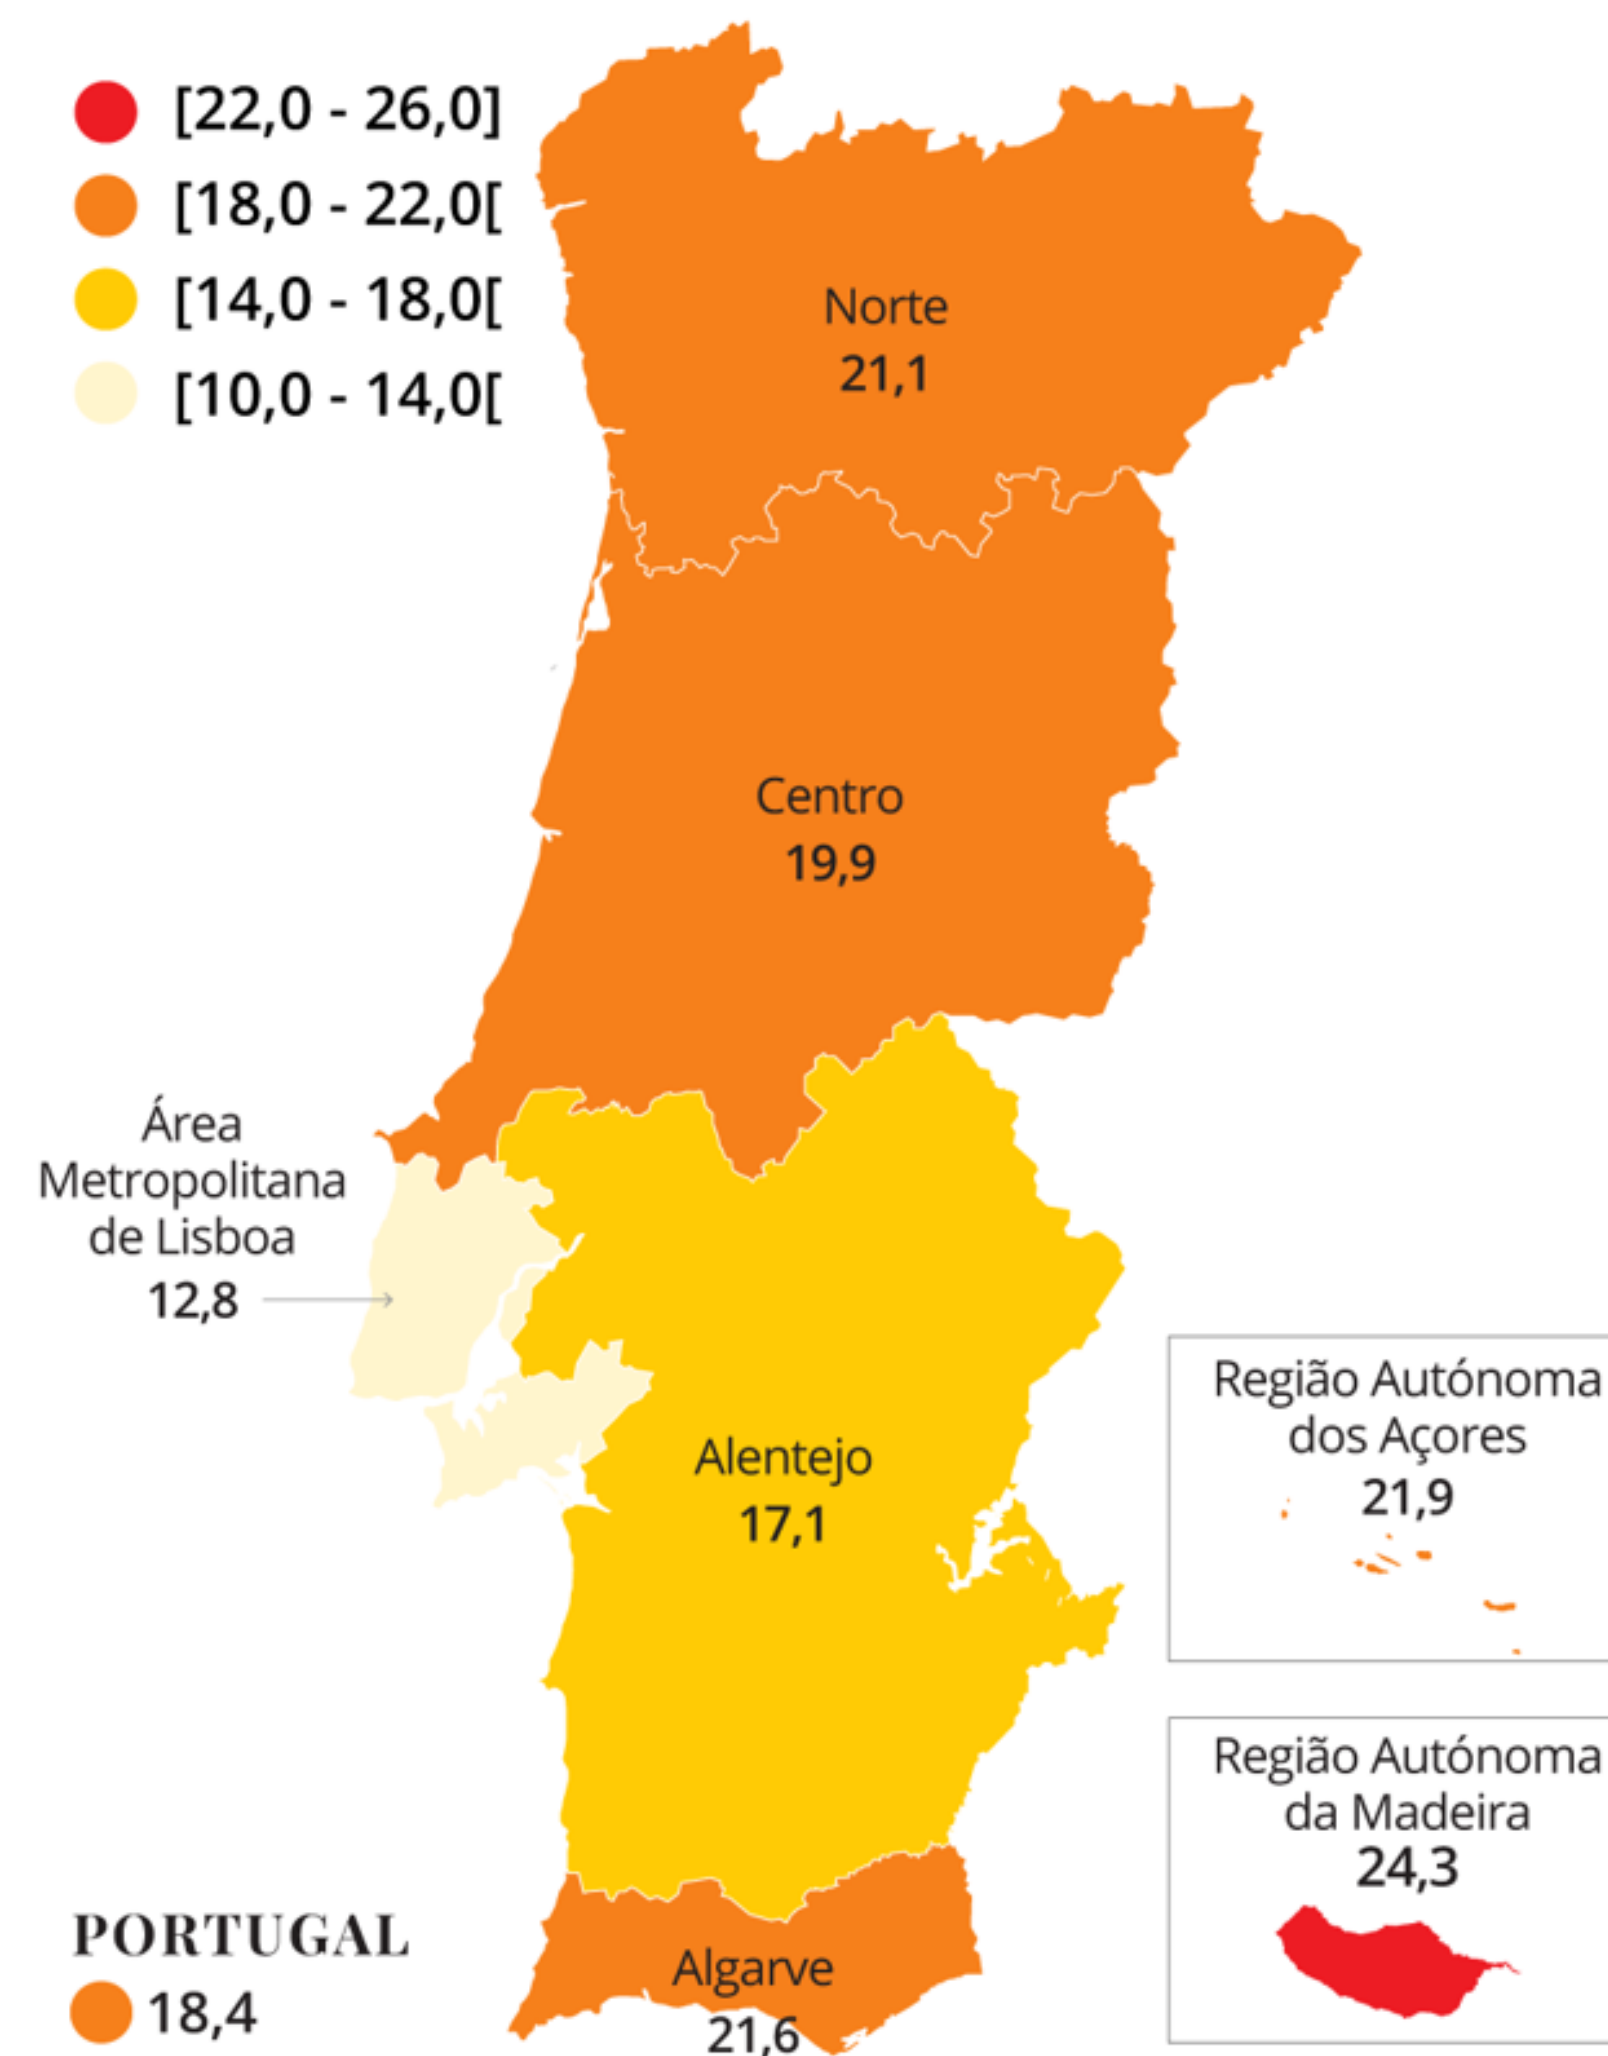 [22,0 - 26,0]
[18,0 - 22,0[
[14,0 - 18,0[
[10,0 - 14,0[
Norte
21,1
Centro
19,9
Área
Metropolitana
de Lisboa
12,8
Alentejo
17,1
Região Autónoma
dos Açores
21,9
Região Autónoma
da Madeira
24,3
PORTUGAL
18,4
Algarve
21,6